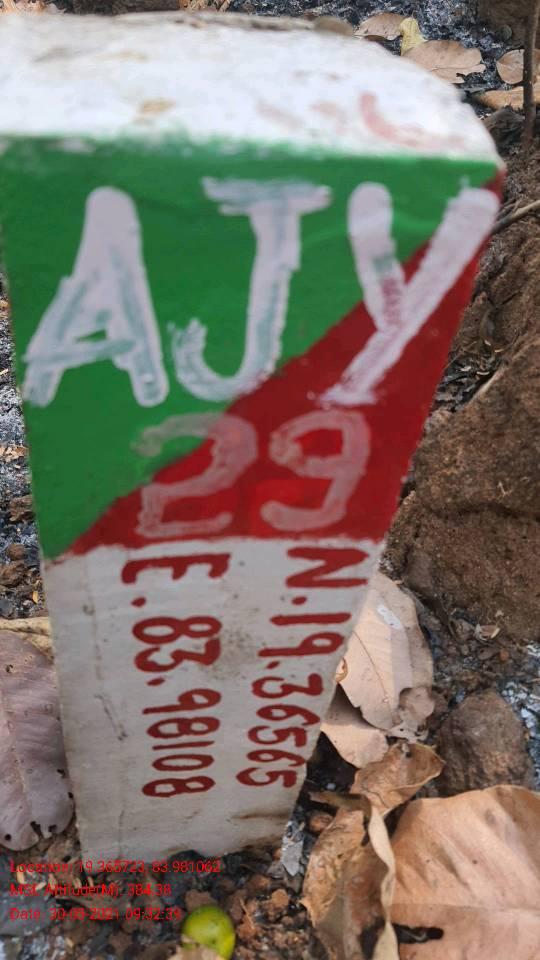 AJY
29
N.19.36565
E.83.98108
Location: 19.365723, 83.981062
MSL Altitude(M): 384.38
Date: 30-03-2021 09:32:39